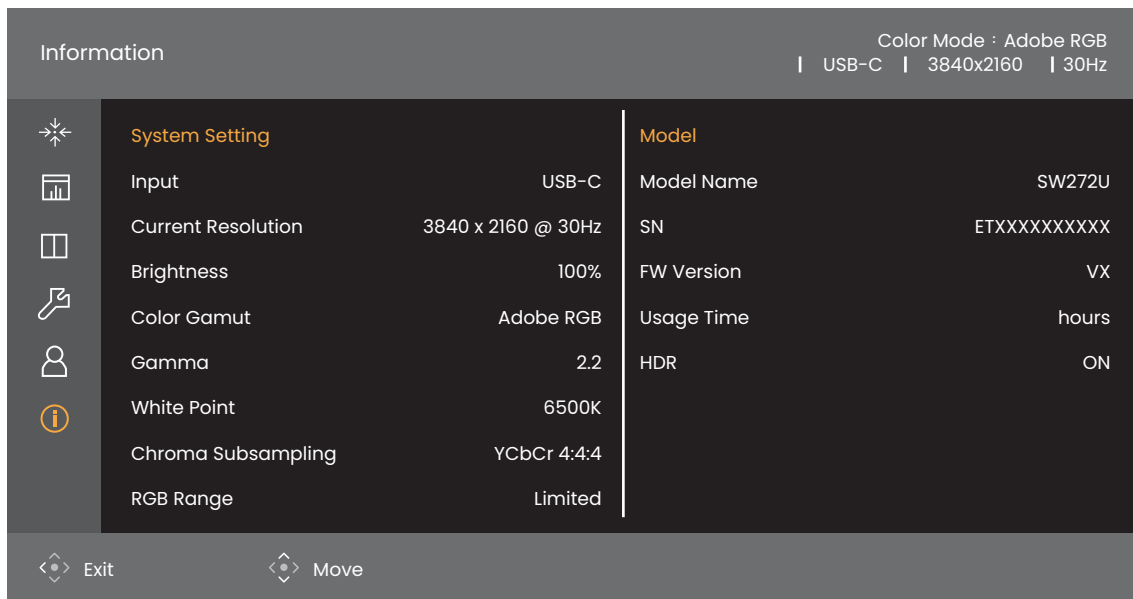 Information
Color Mode : Adobe RGB
| USB-C | 3840x2160 | 30Hz
System Setting
Input USB-C
Current Resolution 3840 x 2160 @ 30Hz
Brightness 100%
Color Gamut Adobe RGB
Gamma 2.2
White Point 6500K
Chroma Subsampling YCbCr 4:4:4
RGB Range Limited
Model
Model Name SW272U
SN ETXXXXXXXXXX
FW Version VX
Usage Time hours
HDR ON
Exit Move